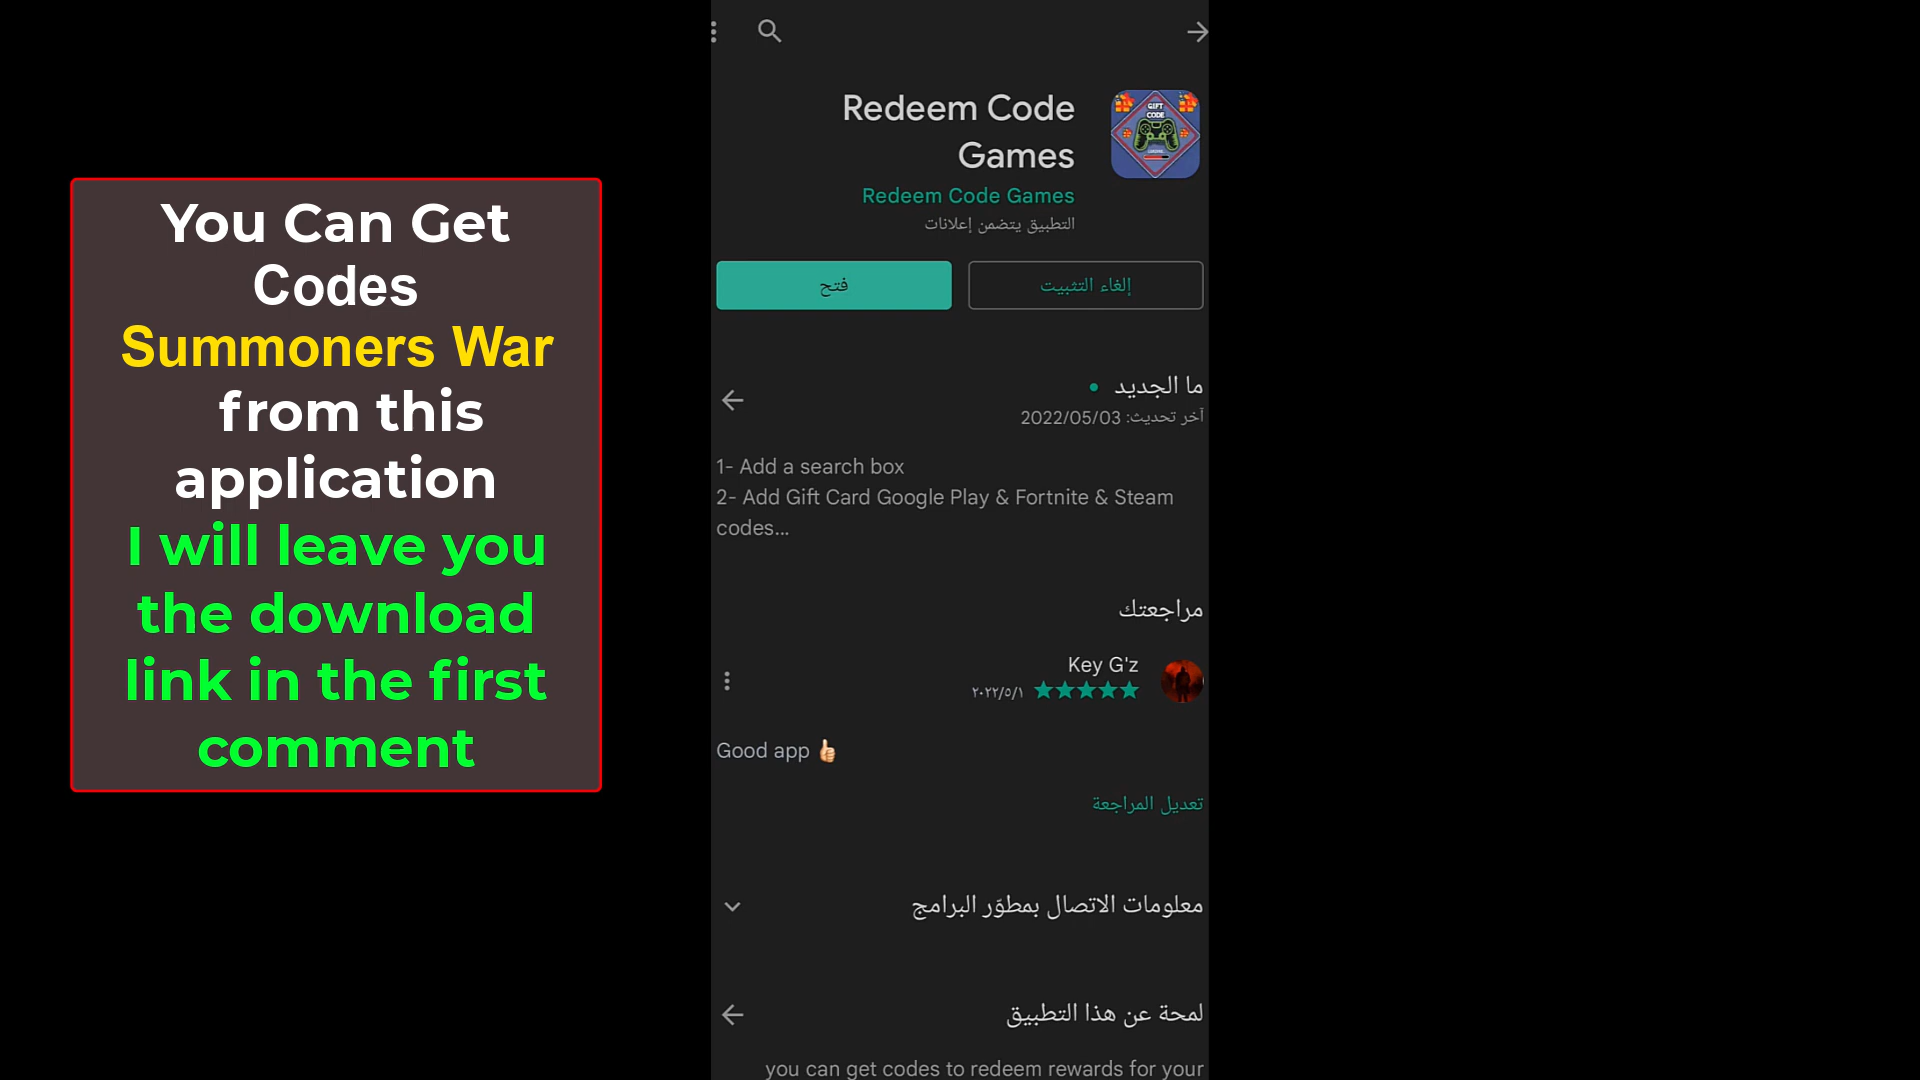 You Can Get
Codes
Summoners War
from this
application
I will leave you
the download
link in the first
comment
Redeem Code
Games
GIFT
CODE
Redeem Code Games
التطبيق يتضمن إعلانات
إلغاء التثبيت
فتح
ما الجديد •
آخر تحديث: 2022/05/03
1- Add a search box
2- Add Gift Card Google Play & Fortnite & Steam
codes...
مراجعتك
Key G'z
٢٠٢٢/٥/١
Good app 👍🏻
تعديل المراجعة
معلومات الاتصال بمطوّر البرامج
لمحة عن هذا التطبيق
you can get codes to redeem rewards for your